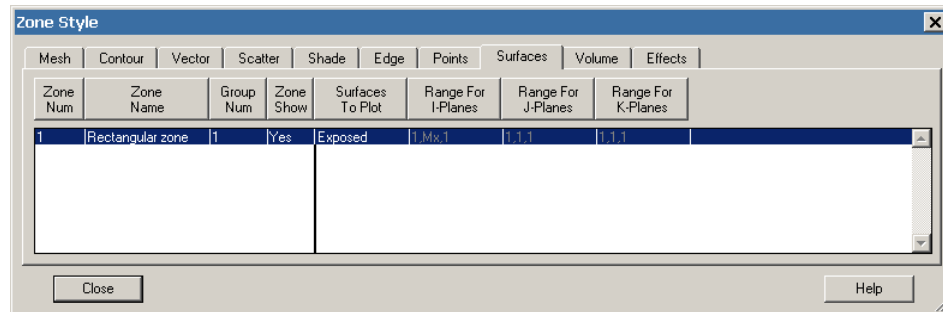 Zone Style
Mesh Contour Vector Scatter Shade Edge Points Surfaces Volume Effects
Zone Num Zone Name Group Num Zone Show Surfaces To Plot Range For I-Planes Range For J-Planes Range For K-Planes
1 Rectangular zone 1 Yes Exposed 1,Mx,1 1,1,1 1,1,1
Close Help